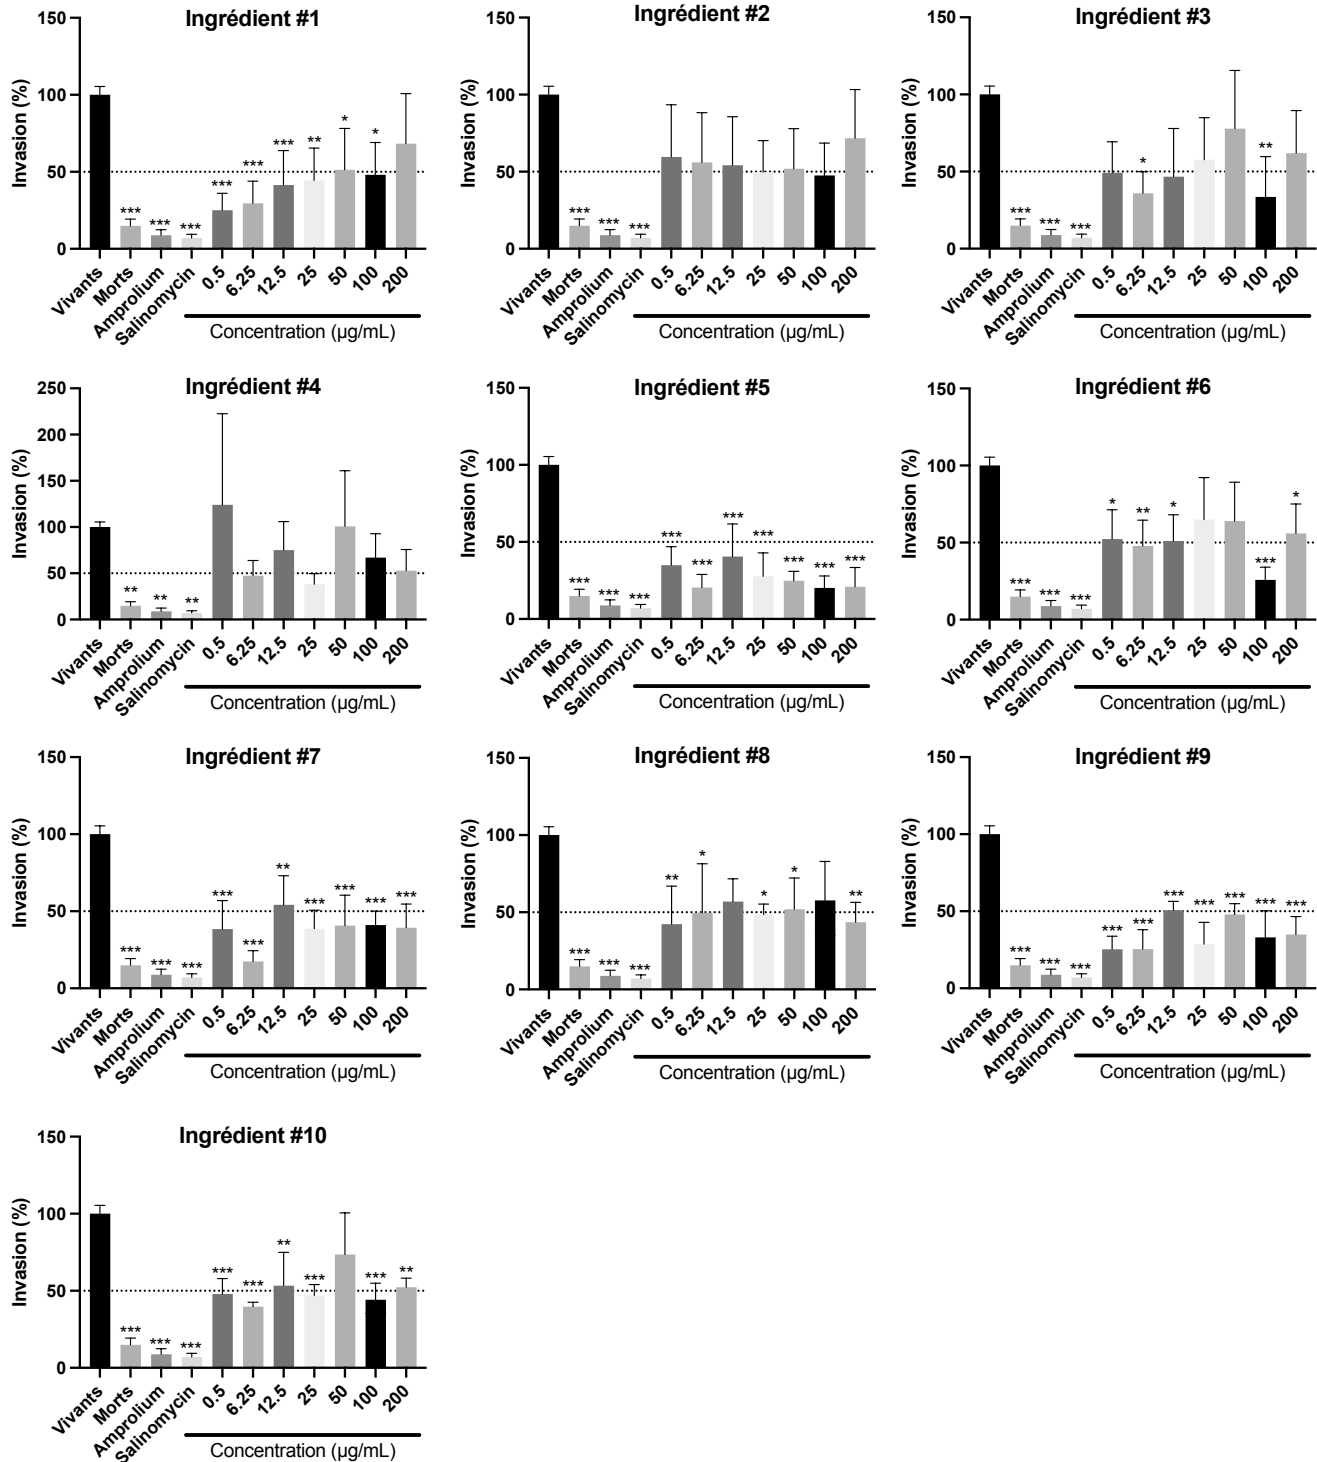 Ingrédient #1
150
100
50
0
Invasion (%)
*** *** *** *** *** *** ** * *
Vivants Morts Amprolium Salinomycin 0.5 6.25 12.5 25 50 100 200
Concentration (µg/mL)
Ingrédient #2
150
100
50
0
Invasion (%)
*** *** ***
Vivants Morts Amprolium Salinomycin 0.5 6.25 12.5 25 50 100 200
Concentration (µg/mL)
Ingrédient #3
150
100
50
0
Invasion (%)
*** *** *** * **
Vivants Morts Amprolium Salinomycin 0.5 6.25 12.5 25 50 100 200
Concentration (µg/mL)
Ingrédient #4
250
200
150
100
50
0
Invasion (%)
** ** **
Vivants Morts Amprolium Salinomycin 0.5 6.25 12.5 25 50 100 200
Concentration (µg/mL)
Ingrédient #5
150
100
50
0
Invasion (%)
*** *** *** *** *** *** *** *** *** ***
Vivants Morts Amprolium Salinomycin 0.5 6.25 12.5 25 50 100 200
Concentration (µg/mL)
Ingrédient #6
150
100
50
0
Invasion (%)
*** *** *** * ** * *** *
Vivants Morts Amprolium Salinomycin 0.5 6.25 12.5 25 50 100 200
Concentration (µg/mL)
Ingrédient #7
150
100
50
0
Invasion (%)
*** *** *** *** *** ** *** *** *** ***
Vivants Morts Amprolium Salinomycin 0.5 6.25 12.5 25 50 100 200
Concentration (µg/mL)
Ingrédient #8
150
100
50
0
Invasion (%)
*** *** *** ** * * * **
Vivants Morts Amprolium Salinomycin 0.5 6.25 12.5 25 50 100 200
Concentration (µg/mL)
Ingrédient #9
150
100
50
0
Invasion (%)
*** *** *** *** *** *** *** *** *** ***
Vivants Morts Amprolium Salinomycin 0.5 6.25 12.5 25 50 100 200
Concentration (µg/mL)
Ingrédient #10
150
100
50
0
Invasion (%)
*** *** *** *** *** ** *** *** **
Vivants Morts Amprolium Salinomycin 0.5 6.25 12.5 25 50 100 200
Concentration (µg/mL)